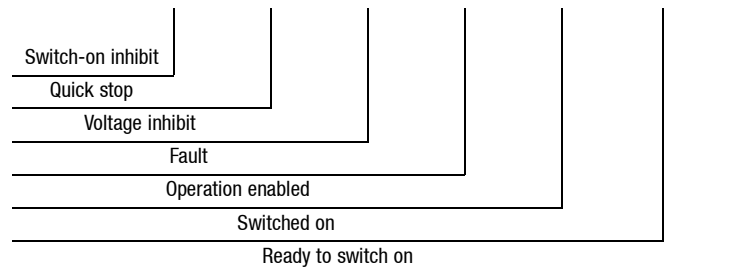 Switch-on inhibit
Quick stop
Voltage inhibit
Fault
Operation enabled
Switched on
Ready to switch on